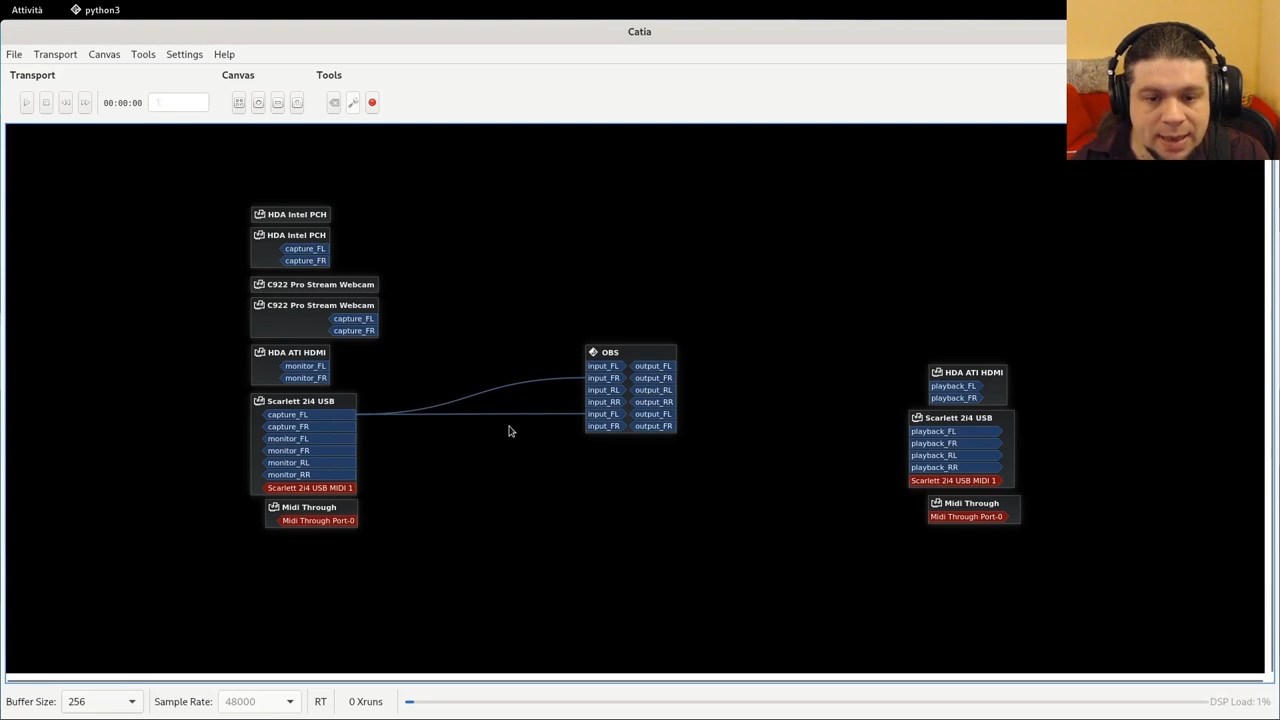 Attività python3
Catia
File Transport Canvas Tools Settings Help
Transport Canvas Tools
00:00:00
HDA Intel PCH
HDA Intel PCH
capture_FL
capture_FR
C922 Pro Stream Webcam
C922 Pro Stream Webcam
capture_FL
capture_FR
HDA ATI HDMI
monitor_FL
monitor_FR
Scarlett 2i4 USB
capture_FL
capture_FR
monitor_FL
monitor_FR
monitor_RL
monitor_RR
Scarlett 2i4 USB MIDI 1
Midi Through
Midi Through Port-0
OBS
input_FL output_FL
input_FR output_FR
input_RL output_RL
input_RR output_RR
input_FL output_FL
input_FR output_FR
HDA ATI HDMI
playback_FL
playback_FR
Scarlett 2i4 USB
playback_FL
playback_FR
playback_RL
playback_RR
Scarlett 2i4 USB MIDI 1
Midi Through
Midi Through Port-0
Buffer Size: 256 Sample Rate: 48000 RT 0 Xruns DSP Load: 1%